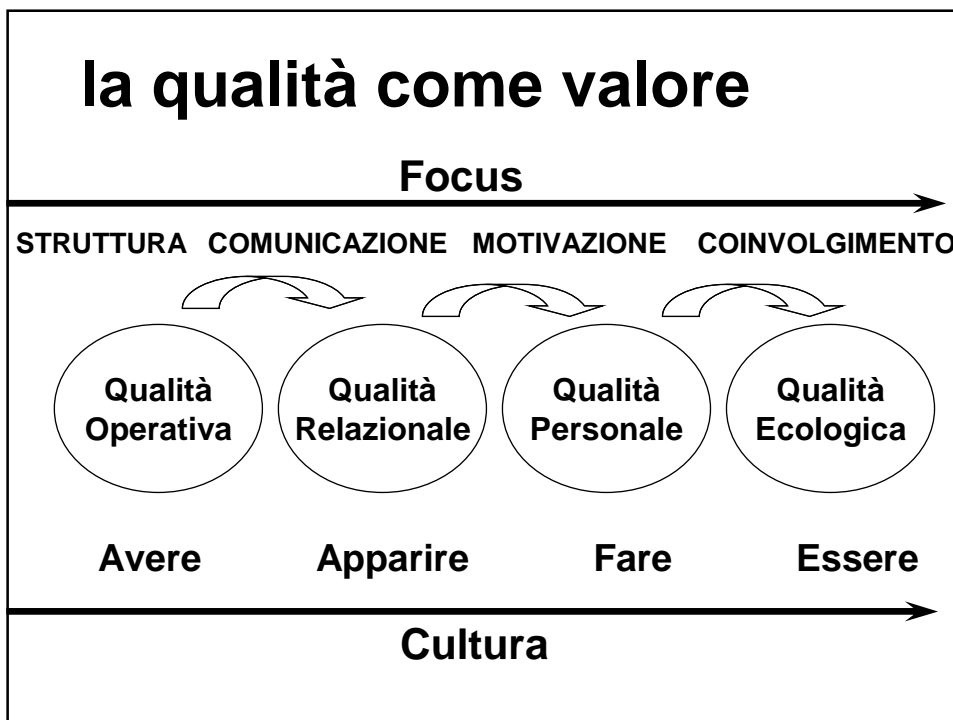 la qualità come valore
Focus
STRUTTURA COMUNICAZIONE MOTIVAZIONE COINVOLGIMENTO
Qualità
Operativa
Qualità
Relazionale
Qualità
Personale
Qualità
Ecologica
Avere Apparire Fare Essere
Cultura